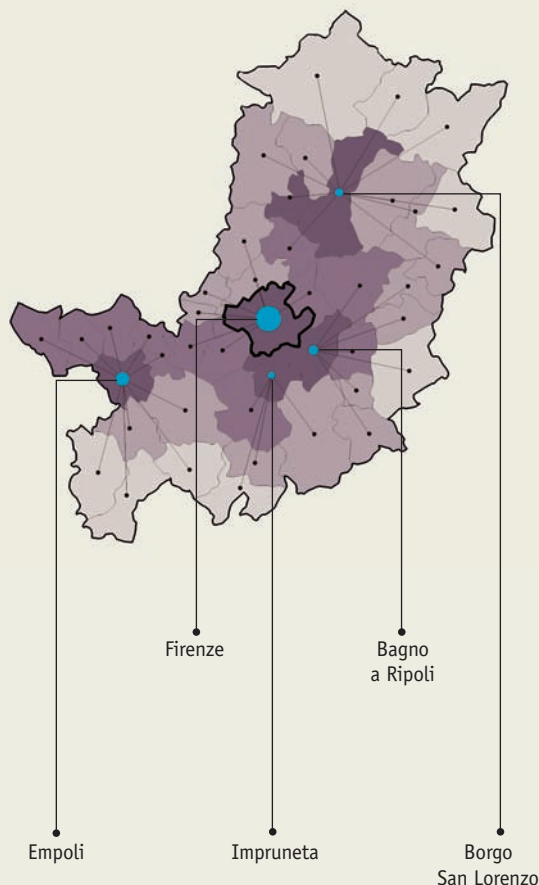 Firenze
Bagno
a Ripoli
Empoli
Impruneta
Borgo
San Lorenzo